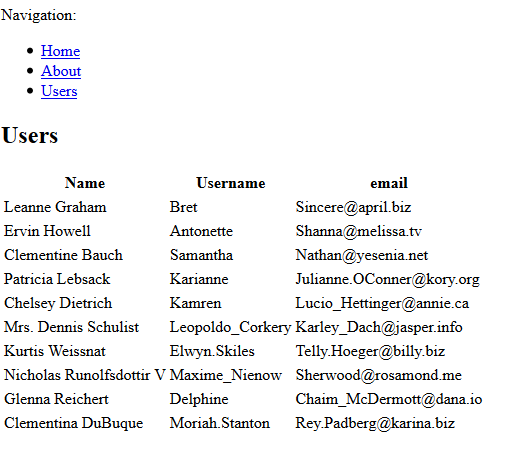 Navigation:
Home
About
Users
Users
Name Username email
Leanne Graham Bret Sincere@april.biz
Ervin Howell Antonette Shanna@melissa.tv
Clementine Bauch Samantha Nathan@yesenia.net
Patricia Lebsack Karianne Julianne.OConner@kory.org
Chelsey Dietrich Kamren Lucio_Hettinger@annie.ca
Mrs. Dennis Schulist Leopoldo_Corkery Karley_Dach@jasper.info
Kurtis Weissnat Elwyn.Skiles Telly.Hoeger@billy.biz
Nicholas Runolfsdottir V Maxime_Nienow Sherwood@rosamond.me
Glenna Reichert Delphine Chaim_McDermott@dana.io
Clementina DuBuque Moriah.Stanton Rey.Padberg@karina.biz